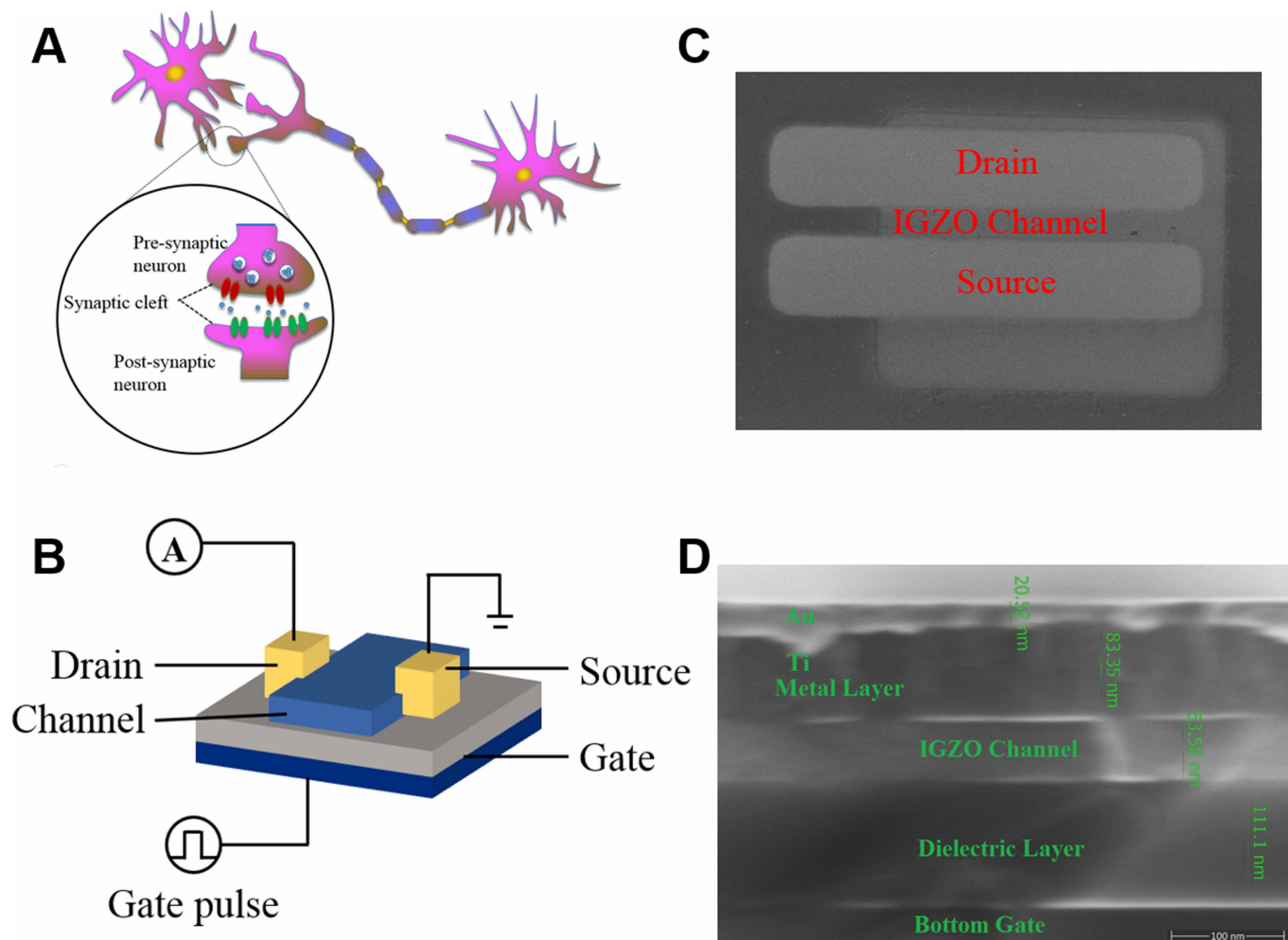 A
Pre-synaptic
neuron
Synaptic cleft
Post-synaptic
neuron
B
A
Drain
Channel
Source
Gate
Gate pulse
C
Drain
IGZO Channel
Source
D
Au
20.52 nm
Ti
Metal Layer
83.35 nm
IGZO Channel
53.58 nm
Dielectric Layer
111.1 nm
Bottom Gate
100 nm